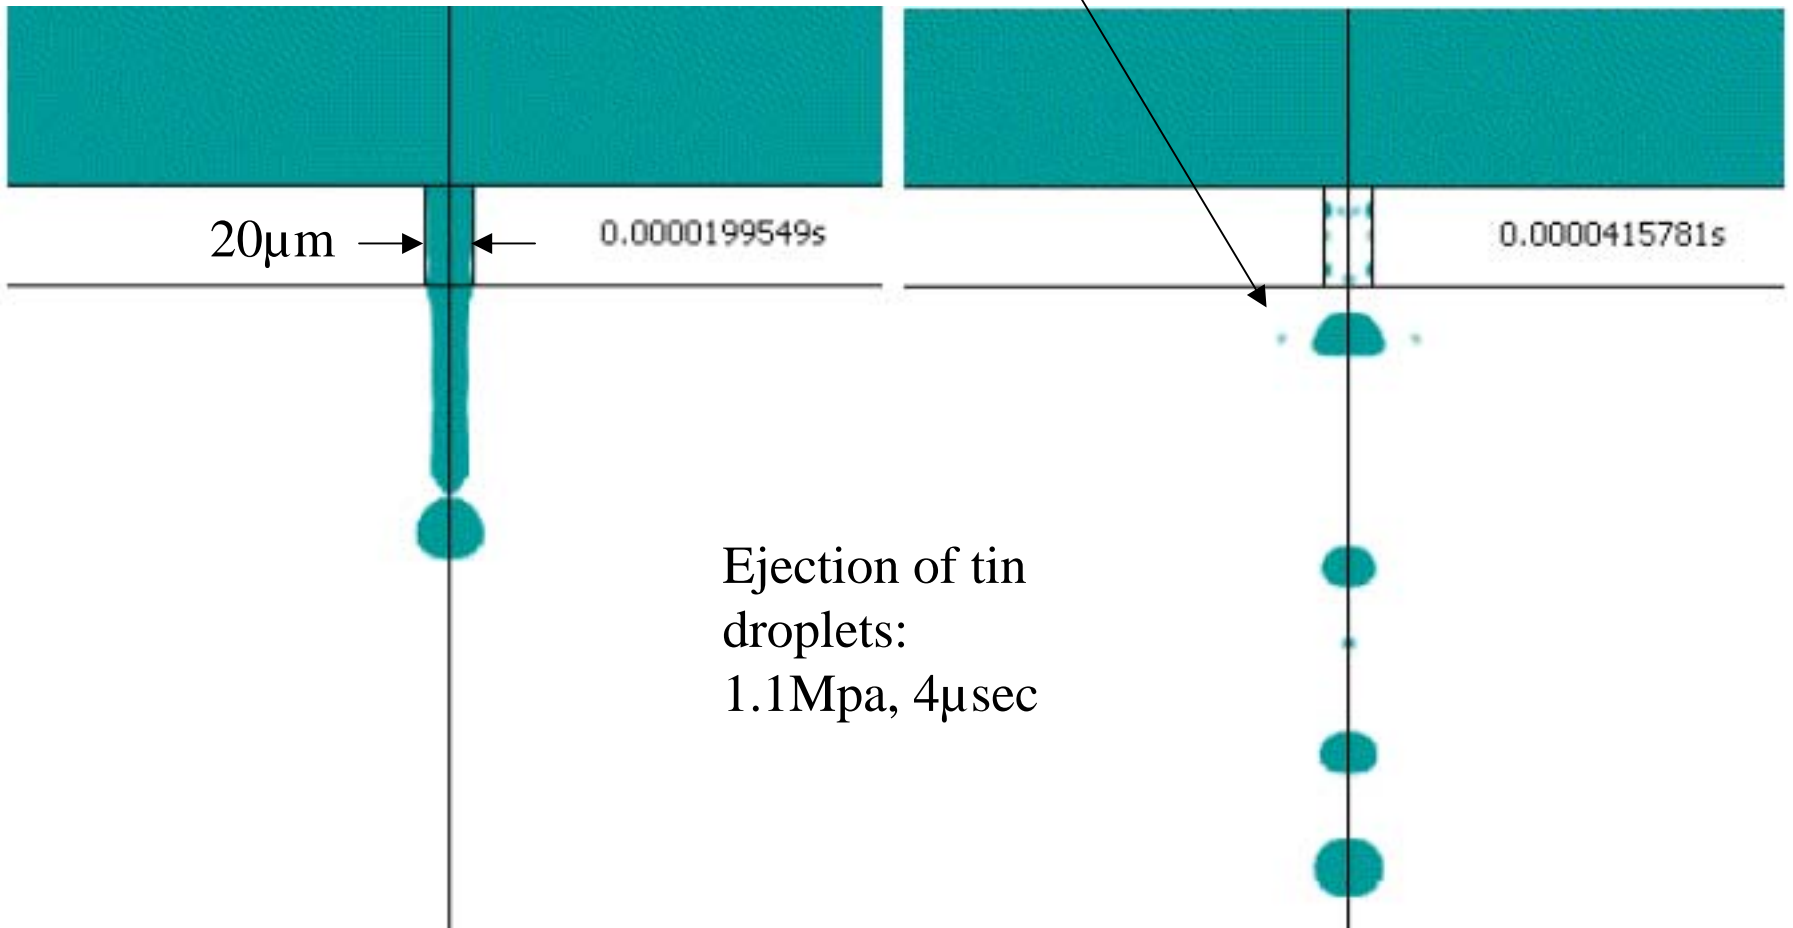 20µm
0.0000199549s
0.0000415781s
Ejection of tin
droplets:
1.1Mpa, 4µsec